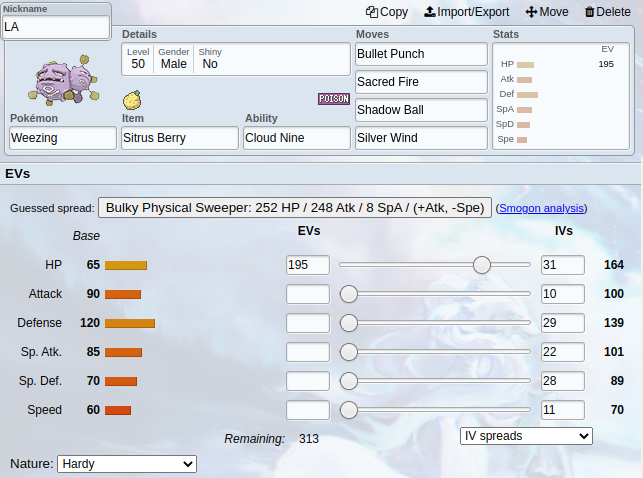 Nickname
LA
Copy Import/Export Move Delete
Details
Level Gender Shiny
50 Male No
POISON
Pokémon Item Ability
Weezing Sitrus Berry Cloud Nine
Moves
Bullet Punch
Sacred Fire
Shadow Ball
Silver Wind
Stats
EV
HP 195
Atk
Def
SpA
SpD
Spe
EVs
Guessed spread: Bulky Physical Sweeper: 252 HP / 248 Atk / 8 SpA / (+Atk, -Spe) (Smogon analysis)
Base EVs IVs
HP 65 195 31 164
Attack 90 10 100
Defense 120 29 139
Sp. Atk. 85 22 101
Sp. Def. 70 28 89
Speed 60 11 70
Remaining: 313 IV spreads
Nature: Hardy